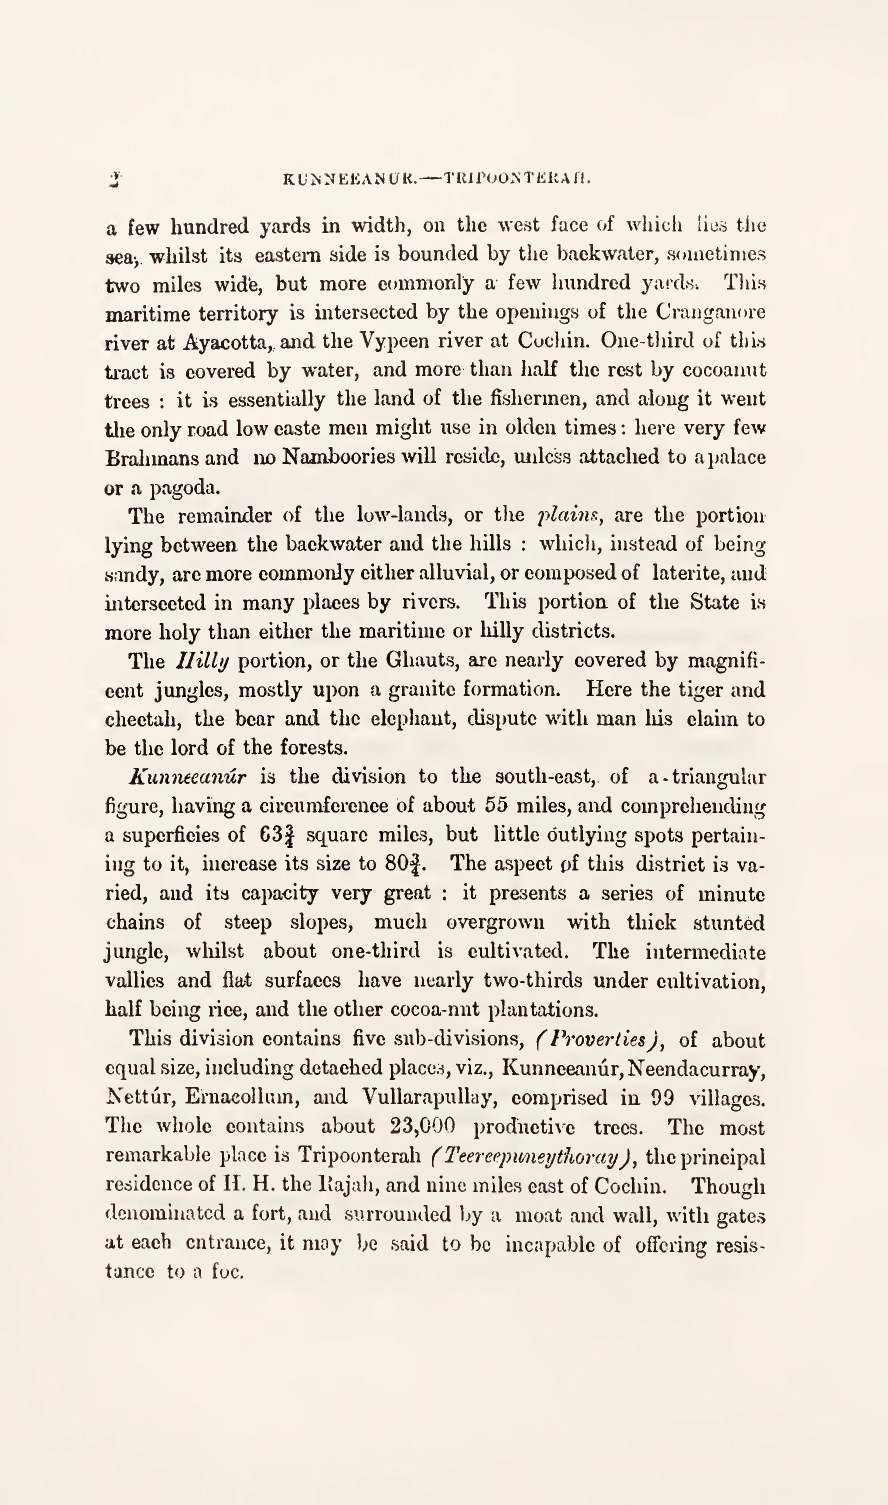 2 KUNNEEANUR.—TRIPOONTERAH.
a few hundred yards in width, on the west face of which lies the
sea, whilst its eastern side is bounded by the backwater, sometimes
two miles wide, but more commonly a few hundred yards. This
maritime territory is intersected by the openings of the Cranganore
river at Ayacotta, and the Vypeen river at Cochin. One-third of this
tract is covered by water, and more than half the rest by cocoanut
trees : it is essentially the land of the fishermen, and along it went
the only road low caste men might use in olden times : here very few
Brahmans and no Namboories will reside, unless attached to a palace
or a pagoda.
The remainder of the low-lands, or the plains, are the portion
lying between the backwater and the hills : which, instead of being
sandy, are more commonly either alluvial, or composed of laterite, and
intersected in many places by rivers. This portion of the State is
more holy than either the maritime or hilly districts.
The Hilly portion, or the Ghauts, are nearly covered by magnifi-
cent jungles, mostly upon a granite formation. Here the tiger and
cheetah, the bear and the elephant, dispute with man his claim to
be the lord of the forests.
Kunneeanúr is the division to the south-east, of a triangular
figure, having a circumference of about 55 miles, and comprehending
a superficies of 63¾ square miles, but little outlying spots pertain-
ing to it, increase its size to 80¾. The aspect of this district is va-
ried, and its capacity very great : it presents a series of minute
chains of steep slopes, much overgrown with thick stunted
jungle, whilst about one-third is cultivated. The intermediate
vallies and flat surfaces have nearly two-thirds under cultivation,
half being rice, and the other cocoa-nut plantations.
This division contains five sub-divisions, (Proverties), of about
equal size, including detached places, viz., Kunneeanúr, Neendacurray,
Nettúr, Ernacollum, and Vullarapullay, comprised in 99 villages.
The whole contains about 23,000 productive trees. The most
remarkable place is Tripoonterah (Teereepuneythoray), the principal
residence of H. H. the Rajah, and nine miles east of Cochin. Though
denominated a fort, and surrounded by a moat and wall, with gates
at each entrance, it may be said to be incapable of offering resis-
tance to a foe.